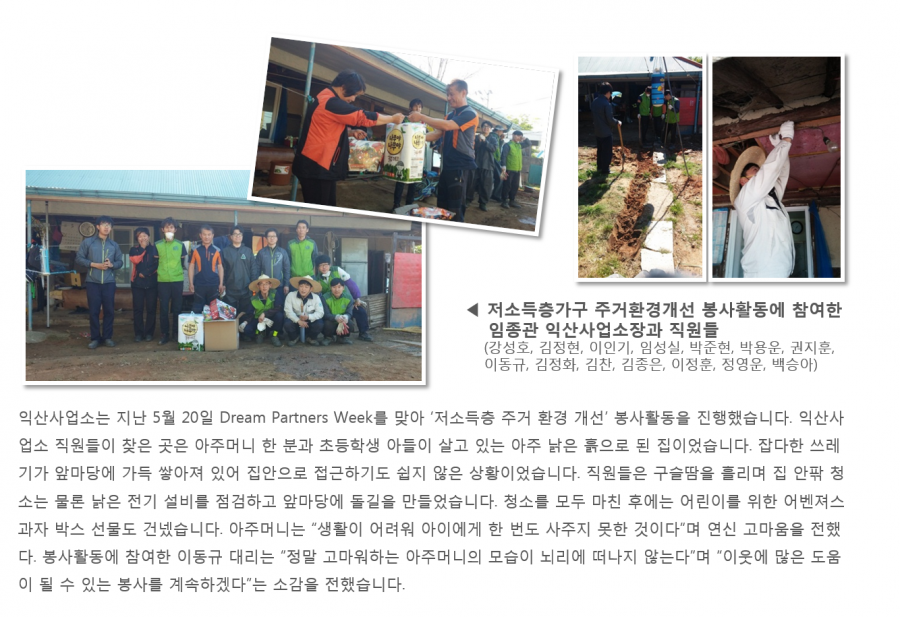 ◀ 저소득층가구 주거환경개선 봉사활동에 참여한
임종관 익산사업소장과 직원들
(강성호, 김정현, 이인기, 임성실, 박준현, 박용운, 권지훈,
이동규, 김정화, 김찬, 김종은, 이정훈, 정영운, 백승아)
익산사업소는 지난 5월 20일 Dream Partners Week를 맞아 ‘저소득층 주거 환경 개선’ 봉사활동을 진행했습니다. 익산사
업소 직원들이 찾은 곳은 아주머니 한 분과 초등학생 아들이 살고 있는 아주 낡은 흙으로 된 집이었습니다. 잡다한 쓰레
기가 앞마당에 가득 쌓아져 있어 집안으로 접근하기도 쉽지 않은 상황이었습니다. 직원들은 구슬땀을 흘리며 집 안팎 청
소는 물론 낡은 전기 설비를 점검하고 앞마당에 돌길을 만들었습니다. 청소를 모두 마친 후에는 어린이를 위한 어벤져스
과자 박스 선물도 건넸습니다. 아주머니는 “생활이 어려워 아이에게 한 번도 사주지 못한 것이다”며 연신 고마움을 전했
다. 봉사활동에 참여한 이동규 대리는 “정말 고마워하는 아주머니의 모습이 뇌리에 떠나지 않는다”며 “이웃에 많은 도움
이 될 수 있는 봉사를 계속하겠다”는 소감을 전했습니다.